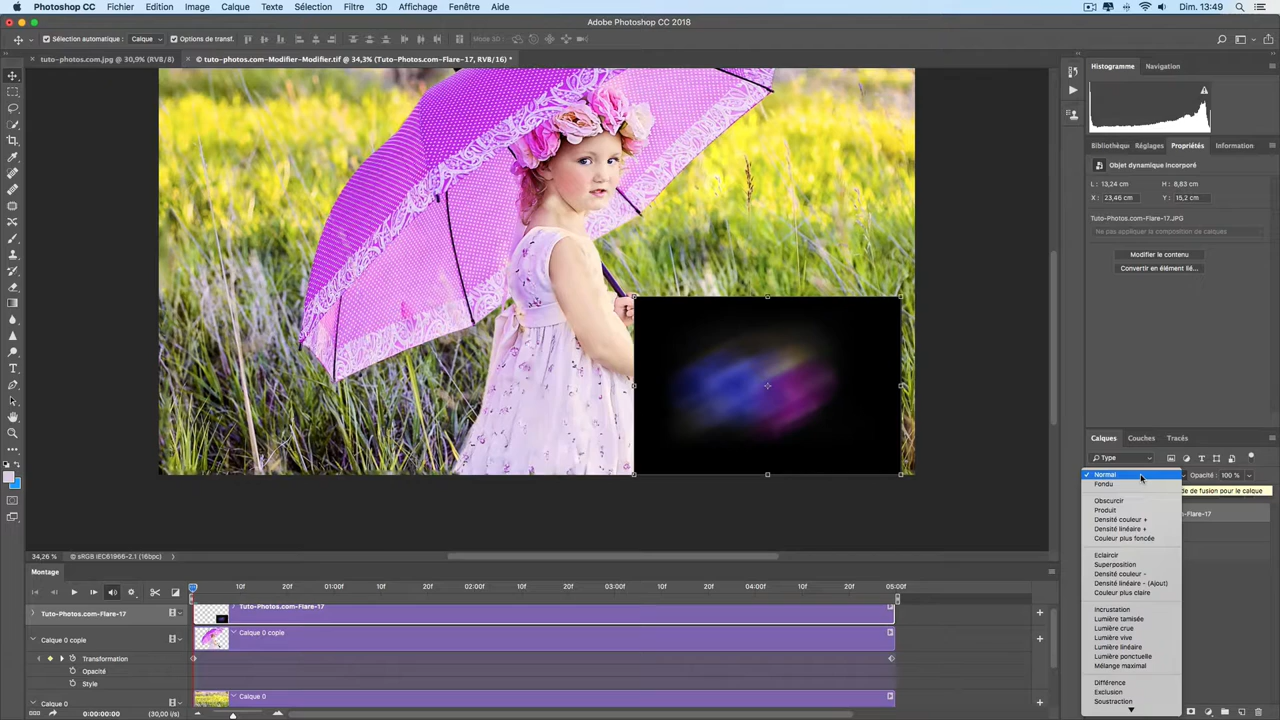 Photoshop CC Fichier Edition Image Calque Texte Sélection Filtre 3D Affichage Fenêtre Aide Dim. 13:49
Adobe Photoshop CC 2018
Sélection automatique : Calque Options de transf. Mode 3D :
tuto-photos.com.jpg @ 30,9% (RVB/8) © tuto-photos.com-Modifier-Modifier.tif @ 34,3% (Tuto-Photos.com-Flare-17, RVB/16) *
Histogramme Navigation
Bibliothèqu Réglages Propriétés Information
Objet dynamique incorporé
L : 13,24 cm H : 8,83 cm
X : 23,46 cm Y : 15,2 cm
Tuto-Photos.com-Flare-17.JPG
Ne pas appliquer la composition de calques
Modifier le contenu
Convertir en élément lié...
Calques Couches Tracés
Type
Normal Opacité : 100 %
Fondu de de fusion pour le calque
Obscurcir
Produit m-Flare-17
Densité couleur +
Densité linéaire +
Couleur plus foncée
Eclaircir
Superposition
Densité couleur -
Densité linéaire - (Ajout)
Couleur plus claire
Incrustation
Lumière tamisée
Lumière crue
Lumière vive
Lumière linéaire
Lumière ponctuelle
Mélange maximal
Différence
Exclusion
Soustraction
34,26 % sRGB IEC61966-2.1 (16bpc)
Montage
10f 20f 01:00f 10f 20f 02:00f 10f 20f 03:00f 10f 20f 04:00f 10f 20f 05:00f
Tuto-Photos.com-Flare-17 Tuto-Photos.com-Flare-17
Calque 0 copie Calque 0 copie
Transformation
Opacité
Style
Calque 0 Calque 0
0:00:00:00 (30,00 i/s)